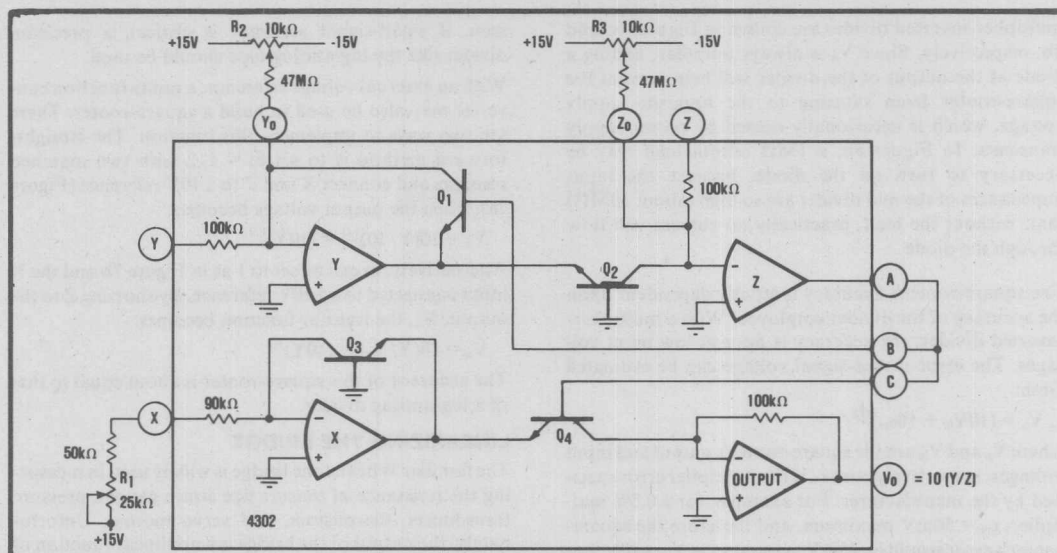 R2 10kΩ
+15V -15V
47MΩ
Y0
R3 10kΩ
+15V -15V
47MΩ
Z0 Z
100kΩ
Q1
Y 100kΩ
-
Y
+
Q2
-
Z
+
A
B
C
Q3
X 90kΩ
-
X
+
Q4
100kΩ
50kΩ
R1
25kΩ
+15V
4302
-
OUTPUT
+
V0 = 10 (Y/Z)